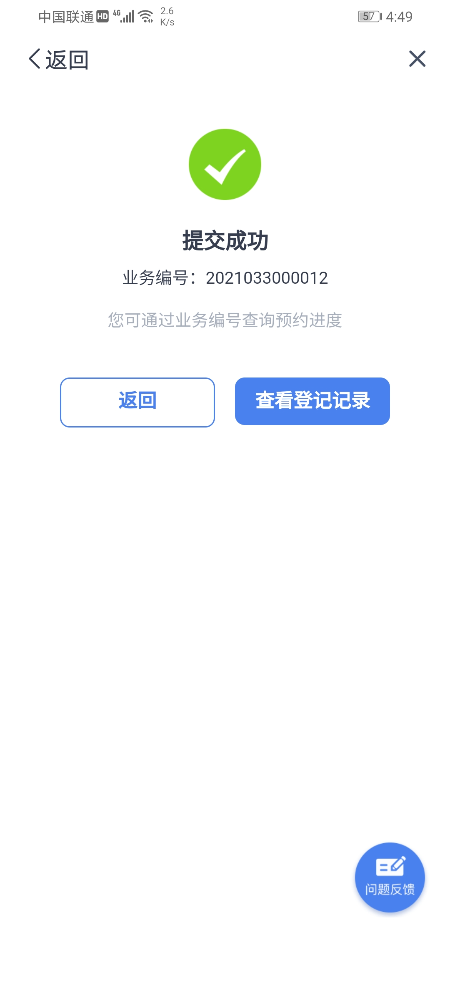 中国联通 HD 4G 2.6 K/s 57 4:49
返回
提交成功
业务编号：2021033000012
您可通过业务编号查询预约进度
返回 查看登记记录
问题反馈